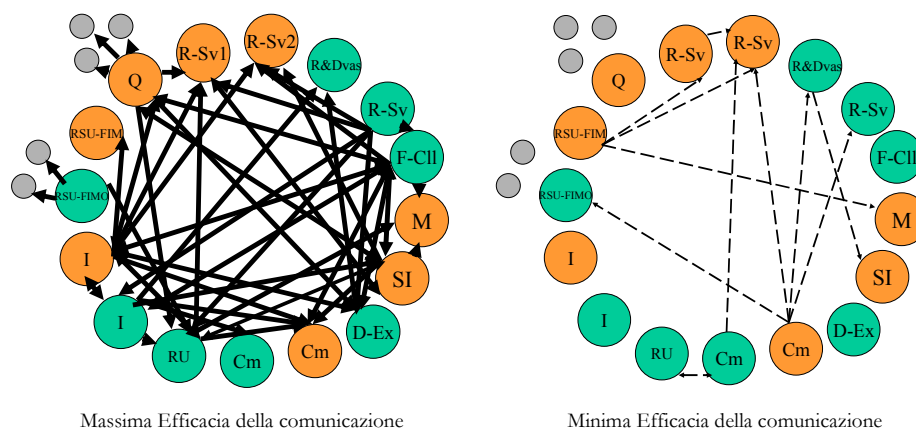 R-Sv1
R-Sv2
R&Dvas
Q
R-Sv
RSU-FIM
F-Cll
RSU-FIMO
M
I
SI
I
D-Ex
RU
Cm
Cm
Massima Efficacia della comunicazione
R-Sv
R-Sv
R&Dvas
Q
R-Sv
RSU-FIM
F-Cll
RSU-FIMO
M
I
SI
I
D-Ex
RU
Cm
Cm
Minima Efficacia della comunicazione